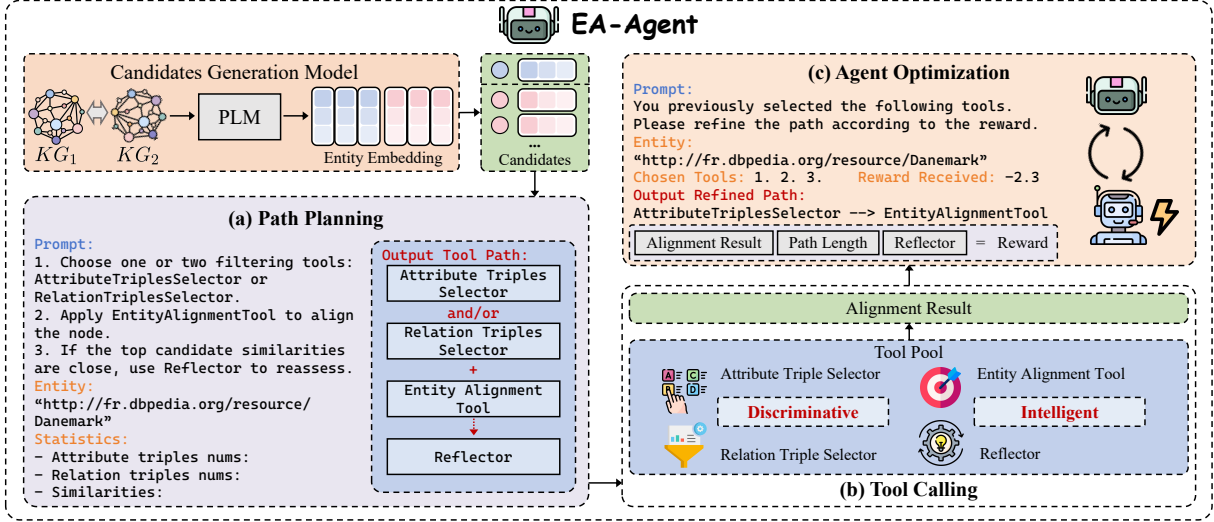 EA-Agent
Candidates Generation Model
KG1
KG2
PLM
Entity Embedding
...
Candidates
(a) Path Planning
Prompt:
1. Choose one or two filtering tools:
AttributeTriplesSelector or
RelationTriplesSelector.
2. Apply EntityAlignmentTool to align
the node.
3. If the top candidate similarities
are close, use Reflector to reassess.
Entity:
“http://fr.dbpedia.org/resource/
Danemark”
Statistics:
- Attribute triples nums:
- Relation triples nums:
- Similarities:
Output Tool Path:
Attribute Triples
Selector
and/or
Relation Triples
Selector
+
Entity Alignment
Tool
Reflector
(c) Agent Optimization
Prompt:
You previously selected the following tools.
Please refine the path according to the reward.
Entity:
“http://fr.dbpedia.org/resource/Danemark”
Chosen Tools: 1. 2. 3. Reward Received: -2.3
Output Refined Path:
AttributeTriplesSelector --> EntityAlignmentTool
Alignment Result Path Length Reflector = Reward
Alignment Result
Tool Pool
A C R D
Attribute Triple Selector
Entity Alignment Tool
Discriminative
Intelligent
Relation Triple Selector
Reflector
(b) Tool Calling